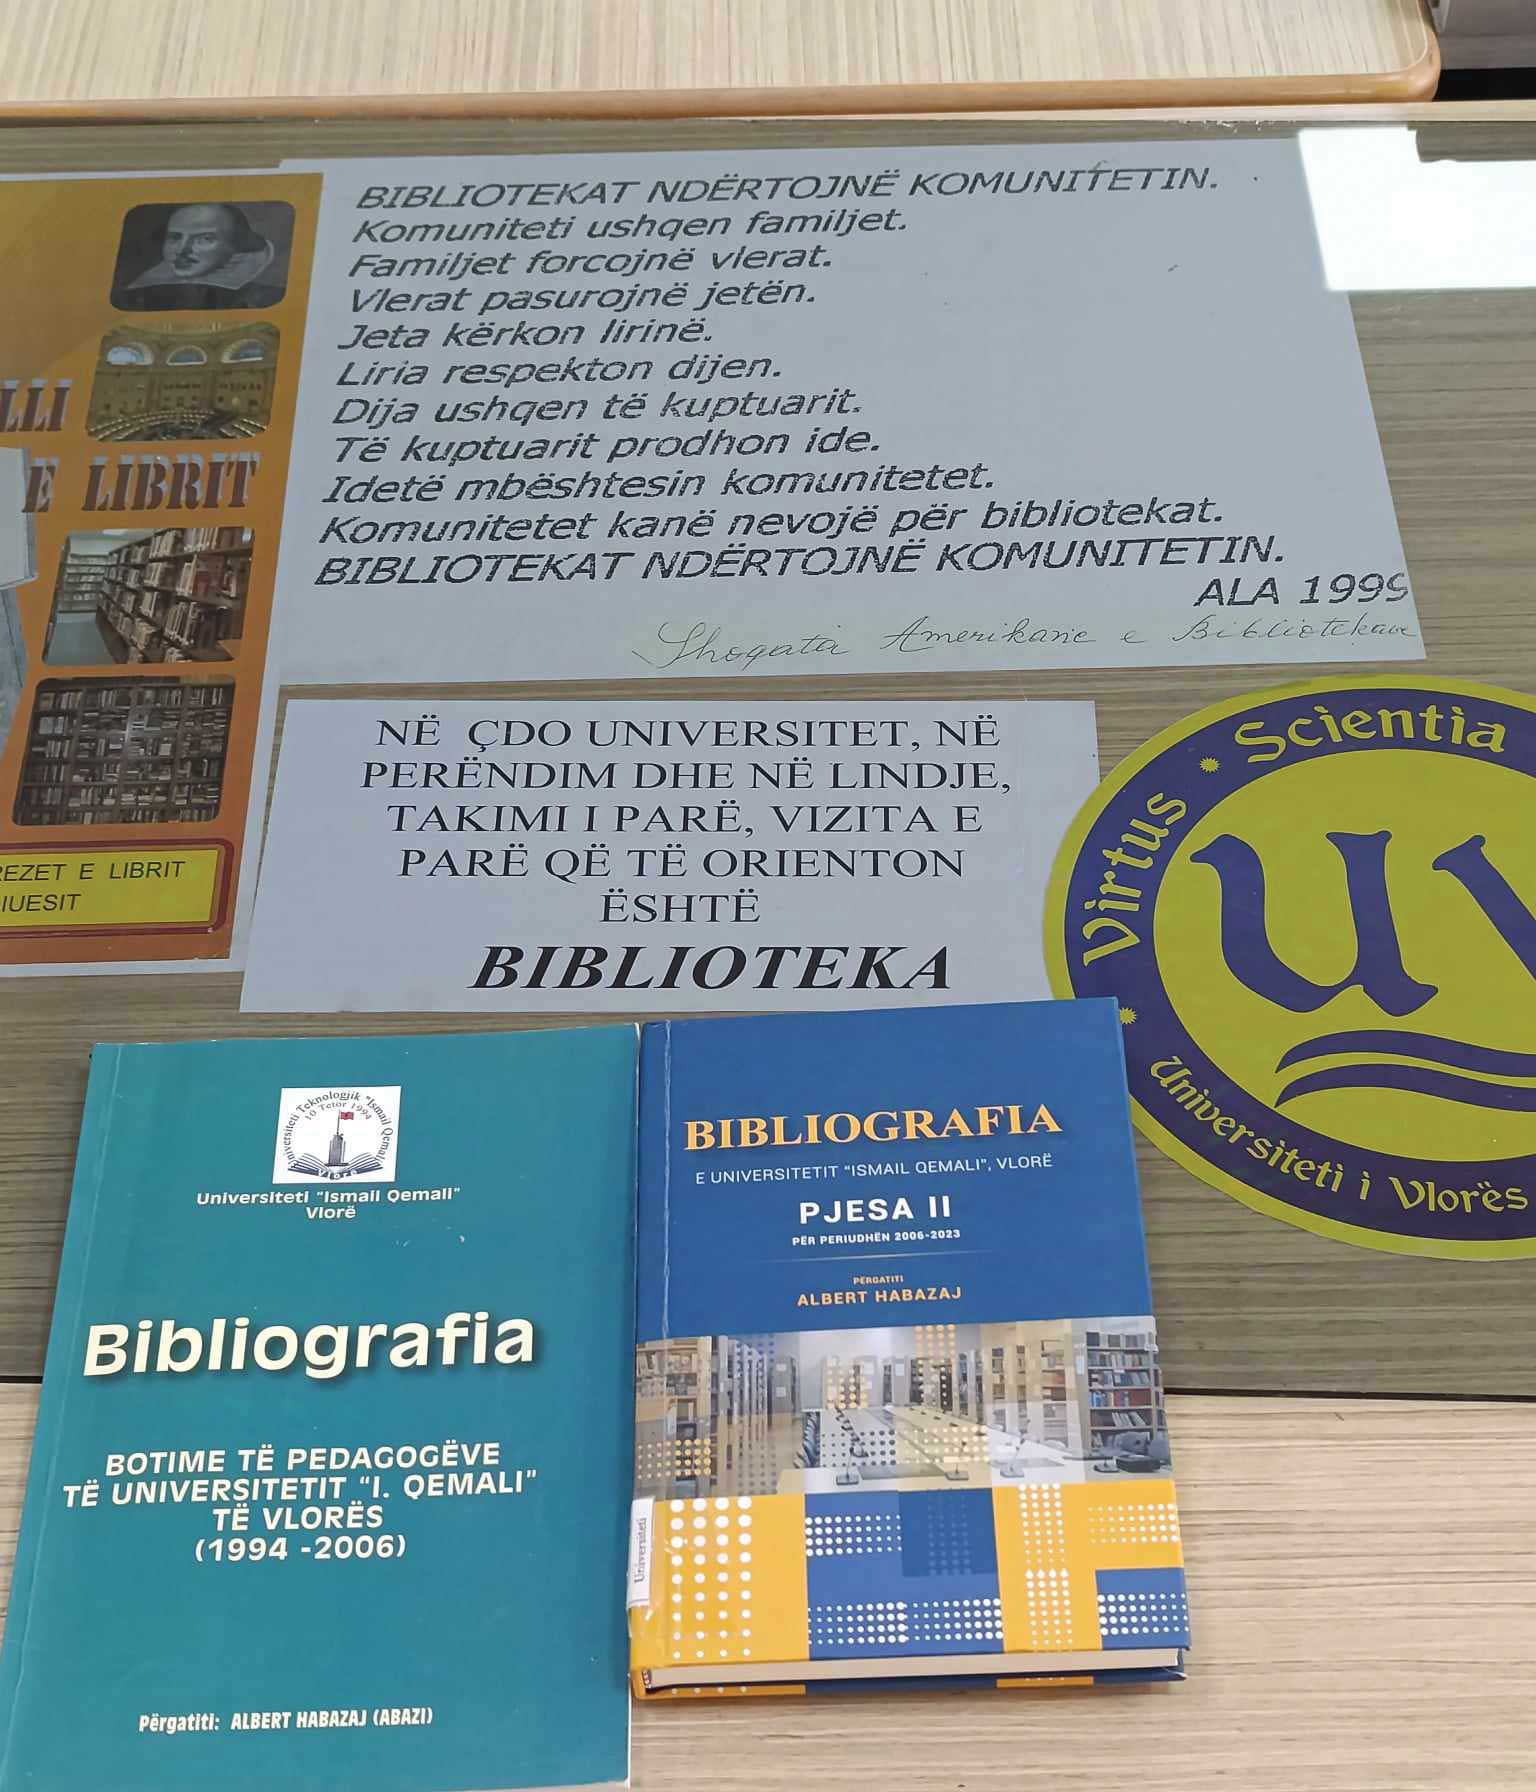 BIBLIOTEKAT NDËRTOJNË KOMUNITETIN.
Komuniteti ushqen familjet.
Familjet forcojnë vlerat.
Vlerat pasurojnë jetën.
Jeta kërkon lirinë.
Liria respekton dijen.
Dija ushqen të kuptuarit.
Të kuptuarit prodhon ide.
Idetë mbështesin komunitetet.
Komunitetet kanë nevojë për bibliotekat.
BIBLIOTEKAT NDËRTOJNË KOMUNITETIN.
ALA 1999
Shoqata Amerikane e Bibliotekave
E LIBRIT
E LIBRIT
NË ÇDO UNIVERSITET, NË
PERËNDIM DHE NË LINDJE,
TAKIMI I PARË, VIZITA E
PARË QË TË ORIENTON
ËSHTË
BIBLIOTEKA
Virtus Scientia
UV
Universiteti i Vlorës
Universiteti Teknologjik "Ismail Qemali"
10 Tetor 1994
Vlorë
Universiteti "Ismail Qemali"
Vlorë
Bibliografia
BOTIME TË PEDAGOGËVE
TË UNIVERSITETIT "I. QEMALI"
TË VLORËS
(1994 -2006)
Përgatiti: ALBERT HABAZAJ (ABAZI)
BIBLIOGRAFIA
E UNIVERSITETIT "ISMAIL QEMALI", VLORË
PJESA II
PËR PERIUDHËN 2006-2023
PËRGATITI
ALBERT HABAZAJ
Universiteti